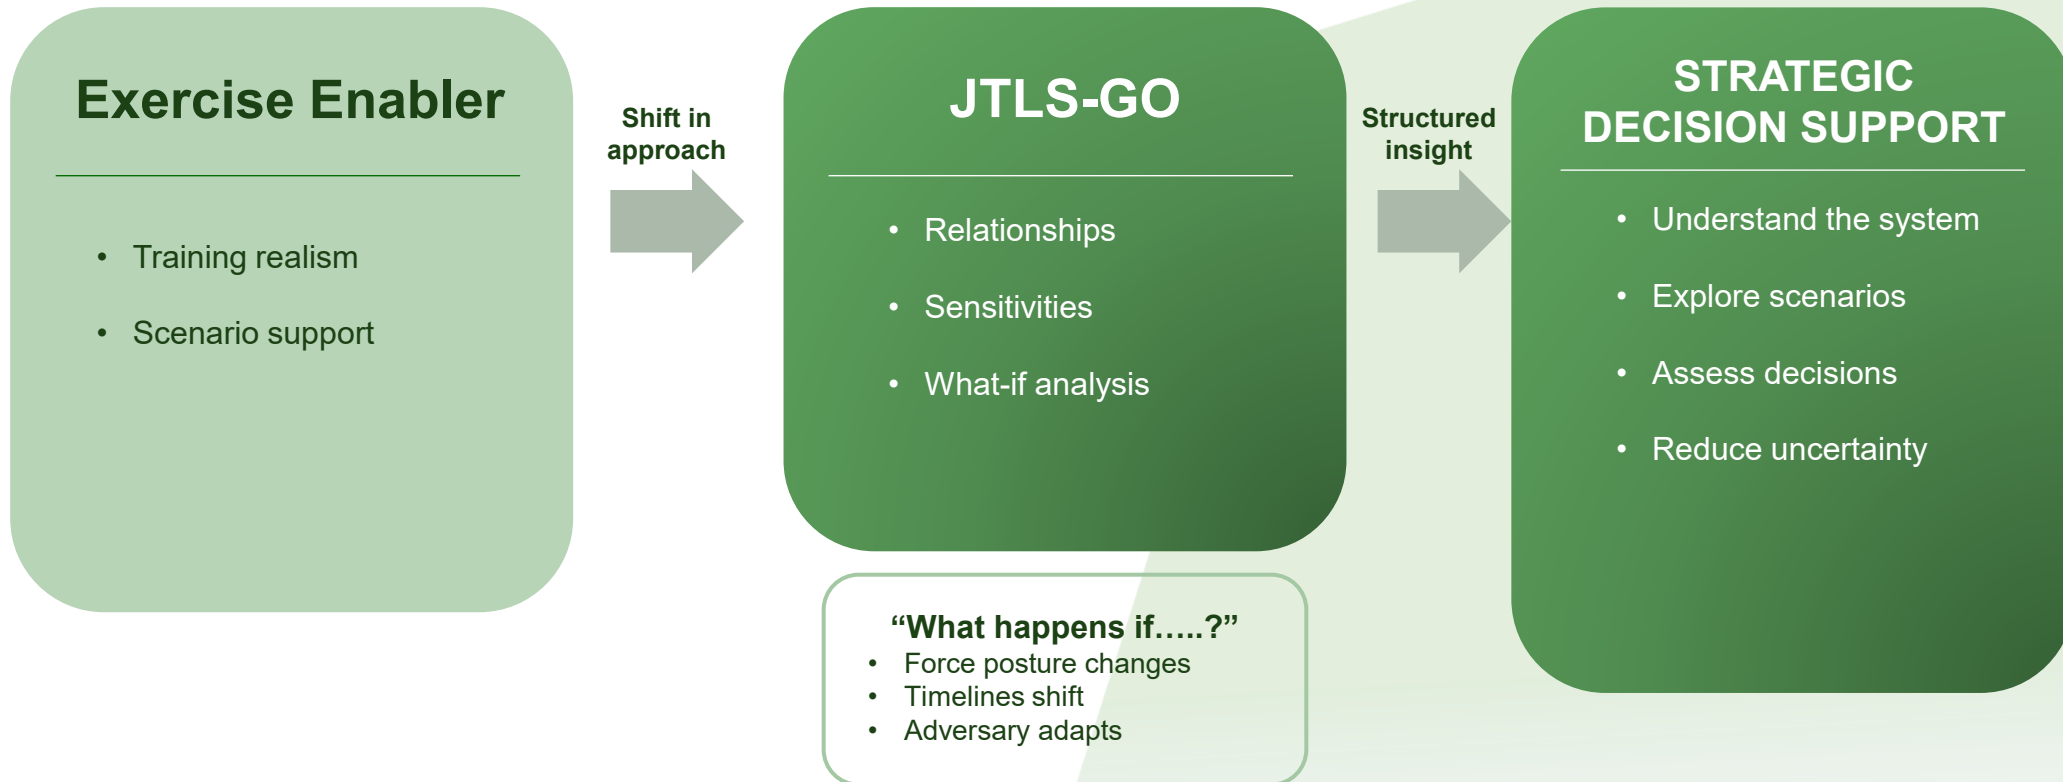 Exercise Enabler
• Training realism
• Scenario support
Shift in
approach
JTLS-GO
• Relationships
• Sensitivities
• What-if analysis
“What happens if…..?”
• Force posture changes
• Timelines shift
• Adversary adapts
Structured
insight
STRATEGIC
DECISION SUPPORT
• Understand the system
• Explore scenarios
• Assess decisions
• Reduce uncertainty